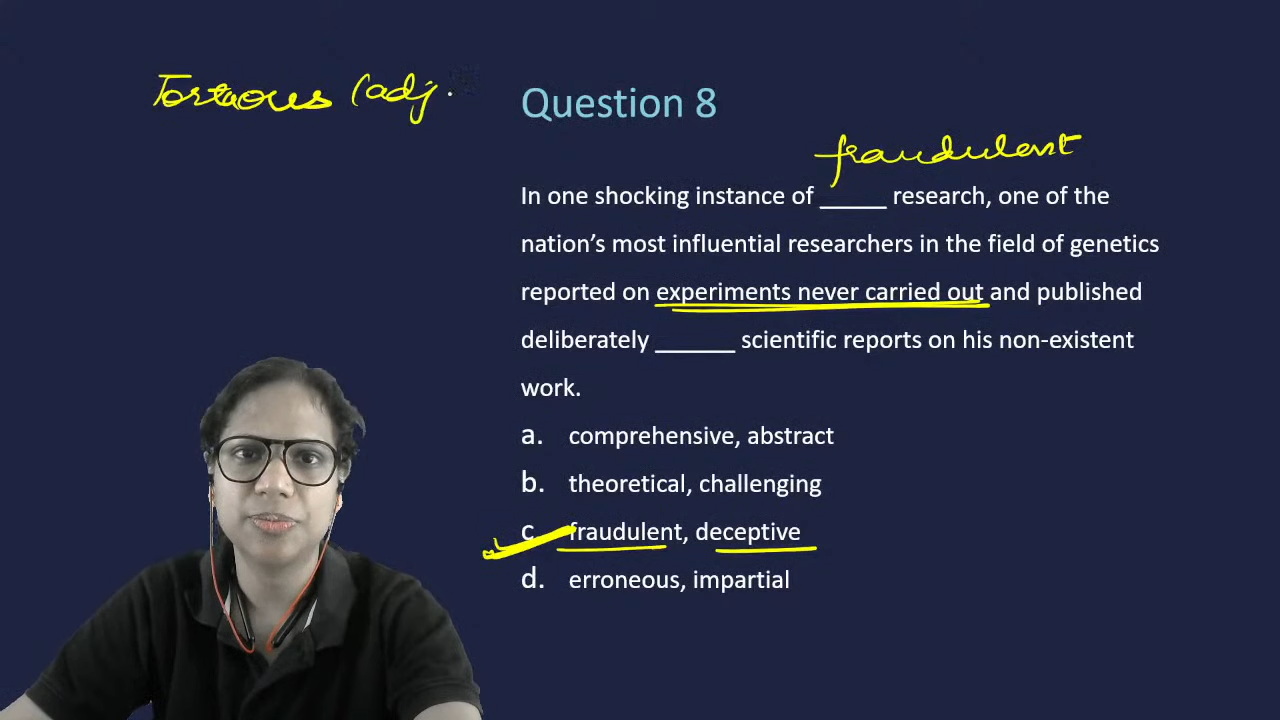 Tortuous (adj.
Question 8
fraudulent
In one shocking instance of _____ research, one of the
nation's most influential researchers in the field of genetics
reported on experiments never carried out and published
deliberately ______ scientific reports on his non-existent
work.
a. comprehensive, abstract
b. theoretical, challenging
c. fraudulent, deceptive
d. erroneous, impartial